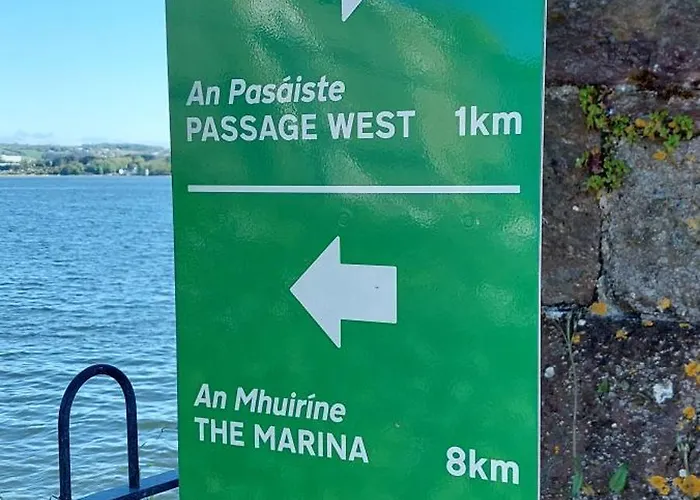 An Pasáiste
PASSAGE WEST 1km
An Mhuiríne
THE MARINA 8km